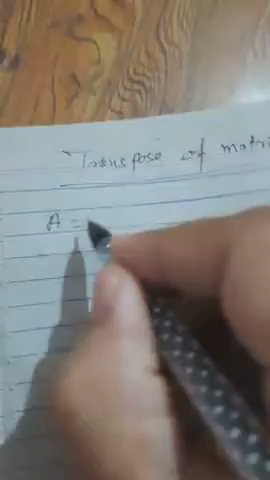 Transpose of matri
A =